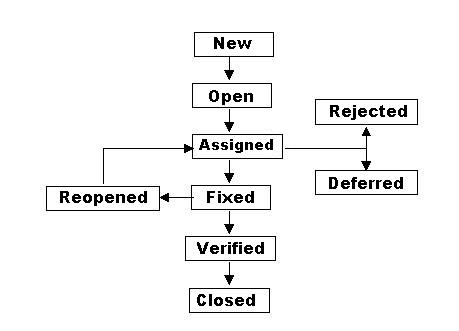 New
Open
Rejected
Assigned
Deferred
Reopened
Fixed
Verified
Closed